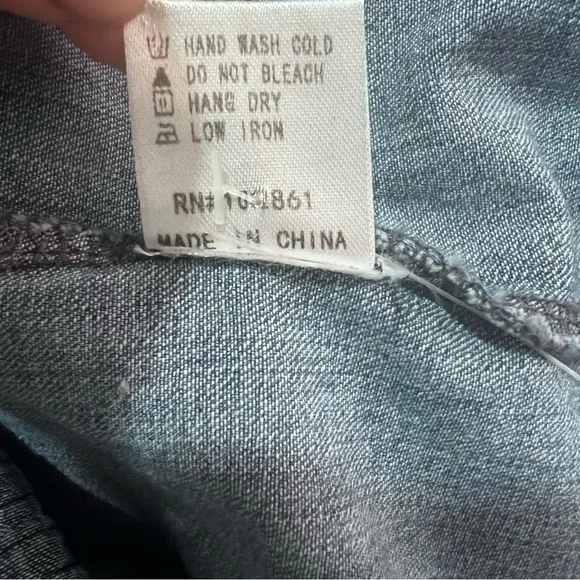 HAND WASH COLD
DO NOT BLEACH
HANG DRY
LOW IRON
RN#
MADE IN CHINA